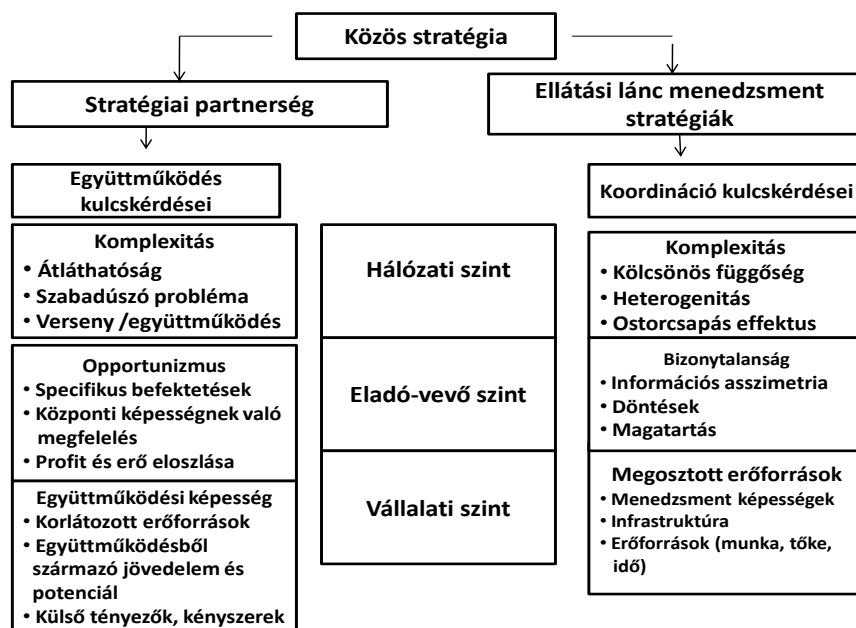 Közös stratégia
Stratégiai partnerség
Együttműködés
kulcskérdései
Komplexitás
• Átláthatóság
• Szabadúszó probléma
• Verseny /együttműködés
Opportunizmus
• Specifikus befektetések
• Központi képességnek való
megfelelés
• Profit és erő eloszlása
Együttműködési képesség
• Korlátozott erőforrások
• Együttműködésből
származó jövedelem és
potenciál
• Külső tényezők, kényszerek
Hálózati szint
Eladó-vevő szint
Vállalati szint
Ellátási lánc menedzsment
stratégiák
Koordináció kulcskérdései
Komplexitás
• Kölcsönös függőség
• Heterogenitás
• Ostorcsapás effektus
Bizonytalanság
• Információs asszimetria
• Döntések
• Magatartás
Megosztott erőforrások
• Menedzsment képességek
• Infrastruktúra
• Erőforrások (munka, tőke,
idő)